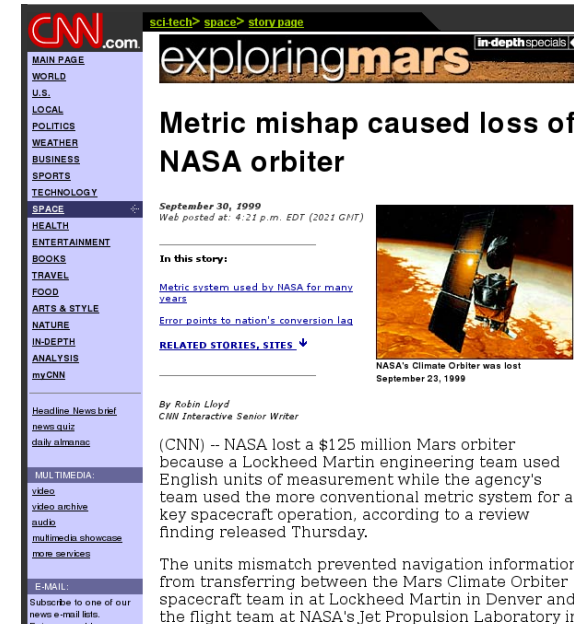 CNN.com
sci-tech> space> story page
exploringmars
in-depth specials
MAIN PAGE
WORLD
U.S.
LOCAL
POLITICS
WEATHER
BUSINESS
SPORTS
TECHNOLOGY
SPACE
HEALTH
ENTERTAINMENT
BOOKS
TRAVEL
FOOD
ARTS & STYLE
NATURE
IN-DEPTH
ANALYSIS
myCNN
Headline News brief
news quiz
daily almanac
MULTIMEDIA:
video
video archive
audio
multimedia showcase
more services
E-MAIL:
Subscribe to one of our
news e-mail lists.
Metric mishap caused loss of
NASA orbiter
September 30, 1999
Web posted at: 4:21 p.m. EDT (2021 GMT)
In this story:
Metric system used by NASA for many
years
Error points to nation's conversion lag
RELATED STORIES, SITES
NASA's Climate Orbiter was lost
September 23, 1999
By Robin Lloyd
CNN Interactive Senior Writer
(CNN) -- NASA lost a $125 million Mars orbiter
because a Lockheed Martin engineering team used
English units of measurement while the agency's
team used the more conventional metric system for a
key spacecraft operation, according to a review
finding released Thursday.
The units mismatch prevented navigation information
from transferring between the Mars Climate Orbiter
spacecraft team in at Lockheed Martin in Denver and
the flight team at NASA's Jet Propulsion Laboratory in